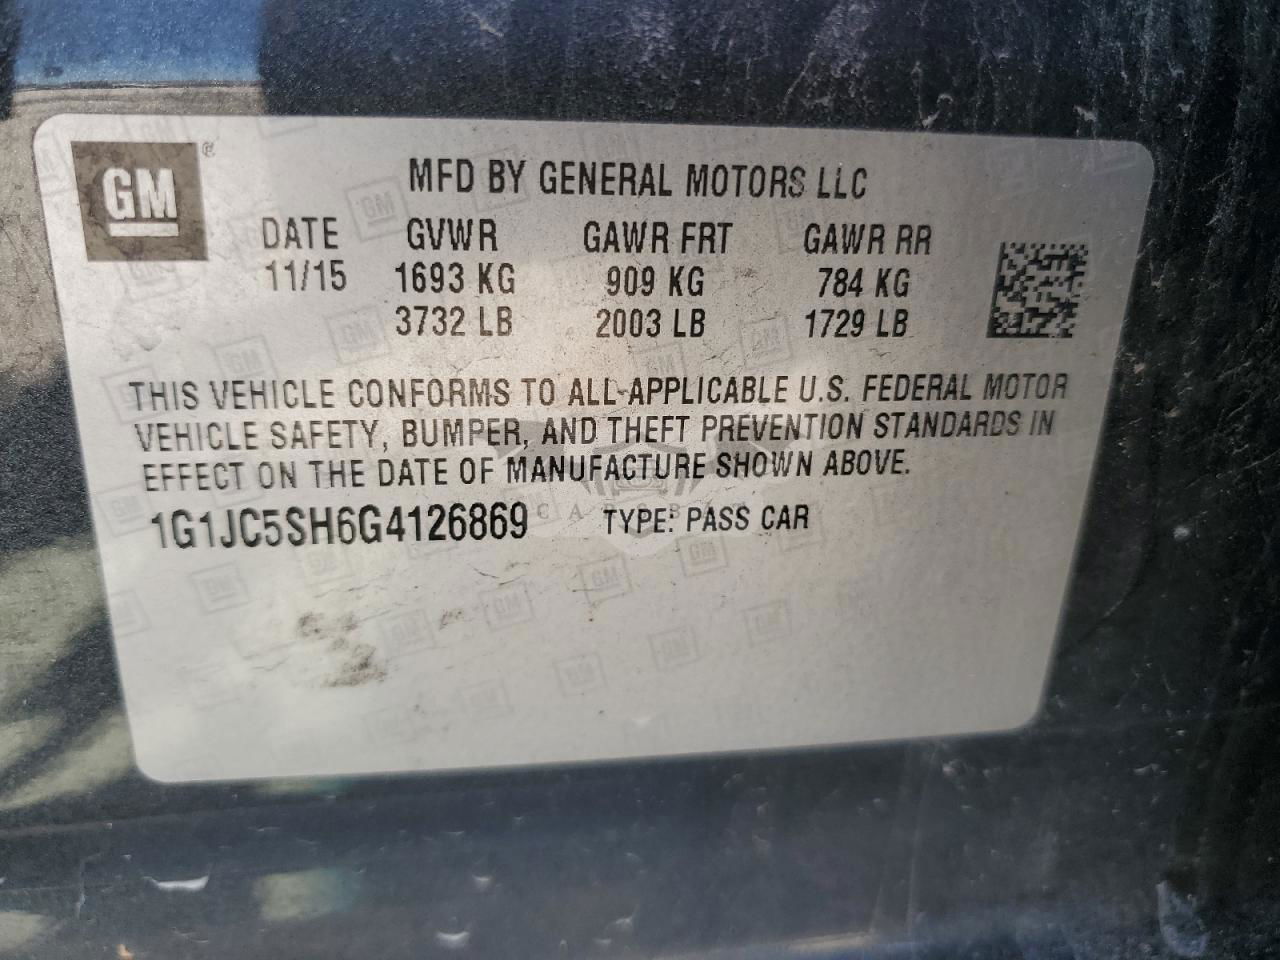 GM ®
MFD BY GENERAL MOTORS LLC
DATE GVWR GAWR FRT GAWR RR
11/15 1693 KG 909 KG 784 KG
3732 LB 2003 LB 1729 LB
THIS VEHICLE CONFORMS TO ALL APPLICABLE U.S. FEDERAL MOTOR
VEHICLE SAFETY, BUMPER, AND THEFT PREVENTION STANDARDS IN
EFFECT ON THE DATE OF MANUFACTURE SHOWN ABOVE.
1G1JC5SH6G4126869 TYPE: PASS CAR